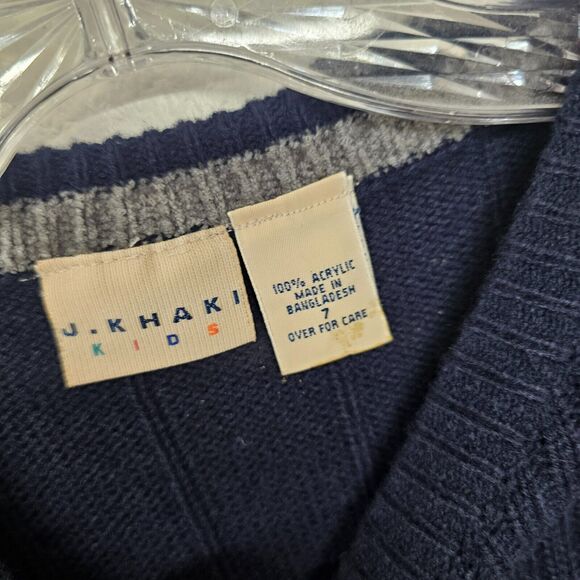 J.KHAKI
KIDS
100% ACRYLIC
MADE IN
BANGLADESH
7
OVER FOR CARE